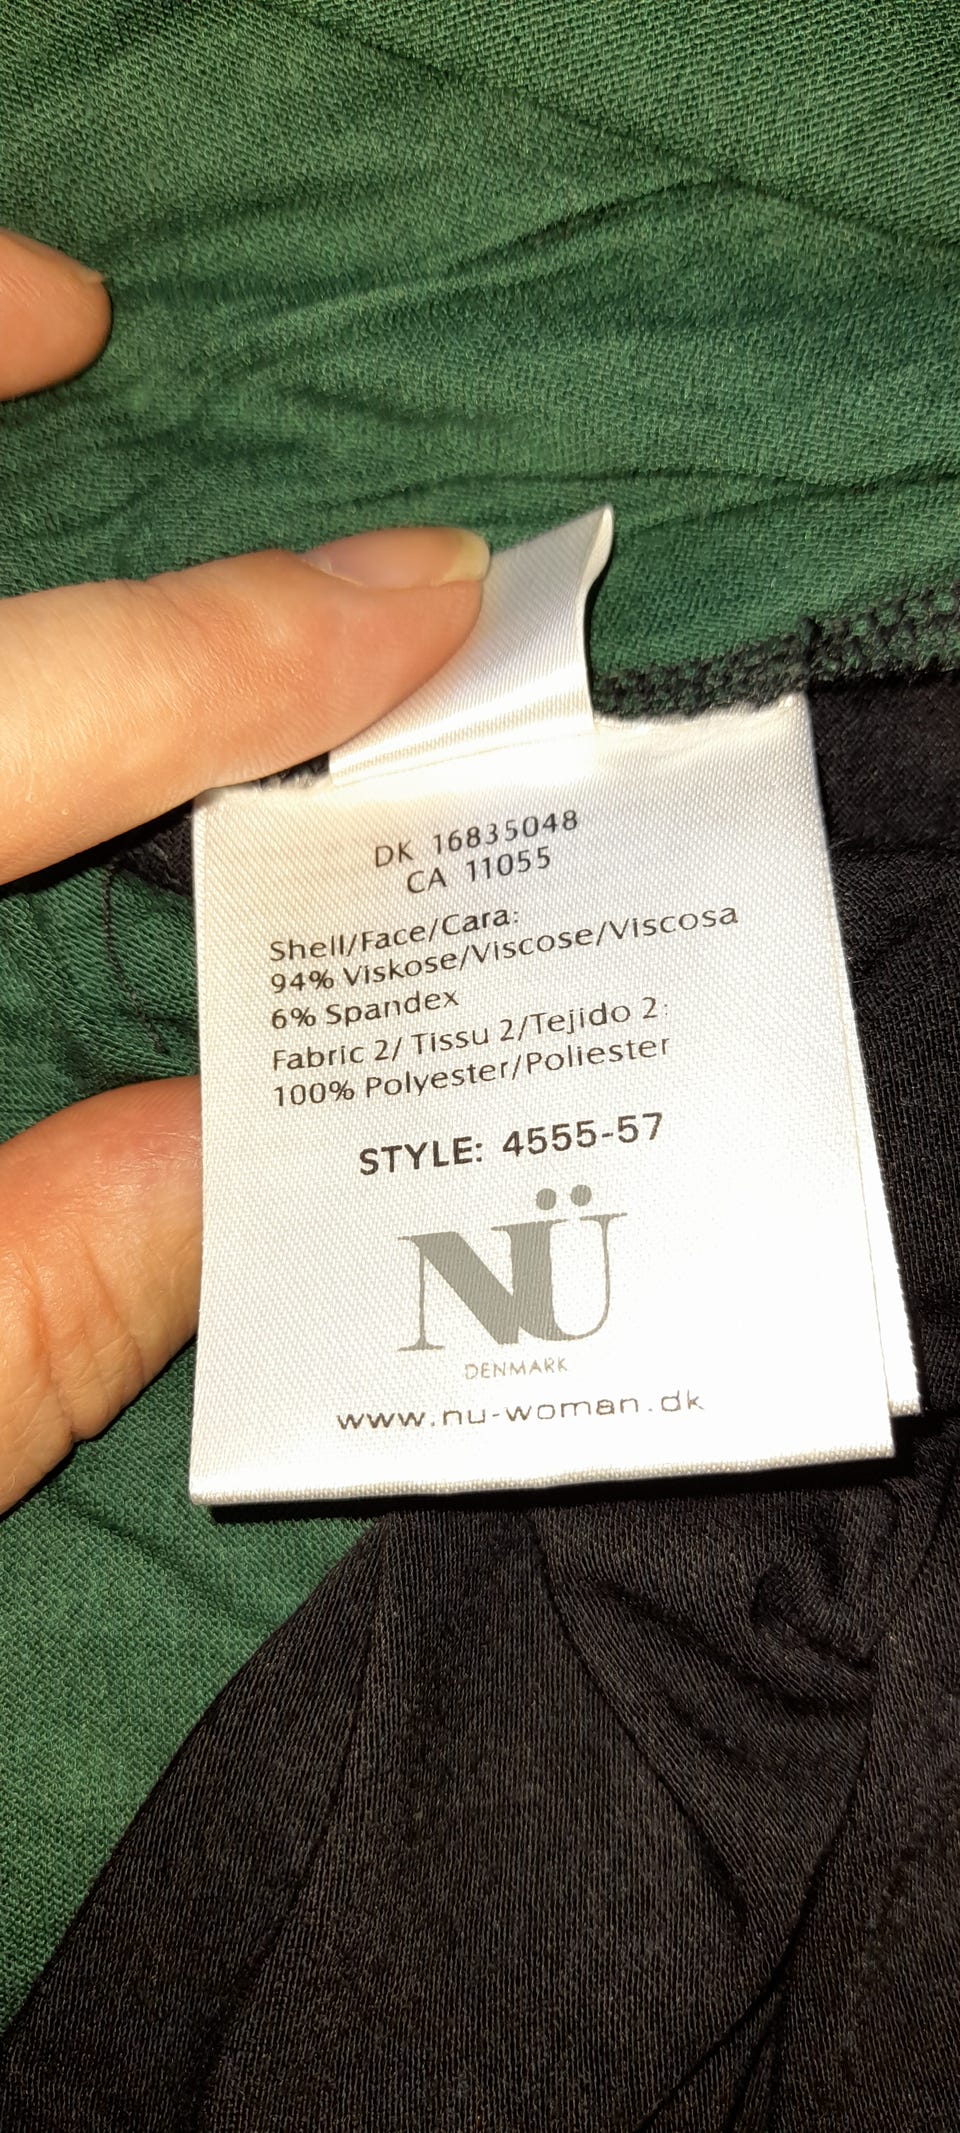 DK 16835048
CA 11055
Shell/Face/Cara:
94% Viskose/Viscose/Viscosa
6% Spandex
Fabric 2/ Tissu 2/Tejido 2:
100% Polyester/Poliester
STYLE: 4555-57
NÜ
DENMARK
www.nu-woman.dk